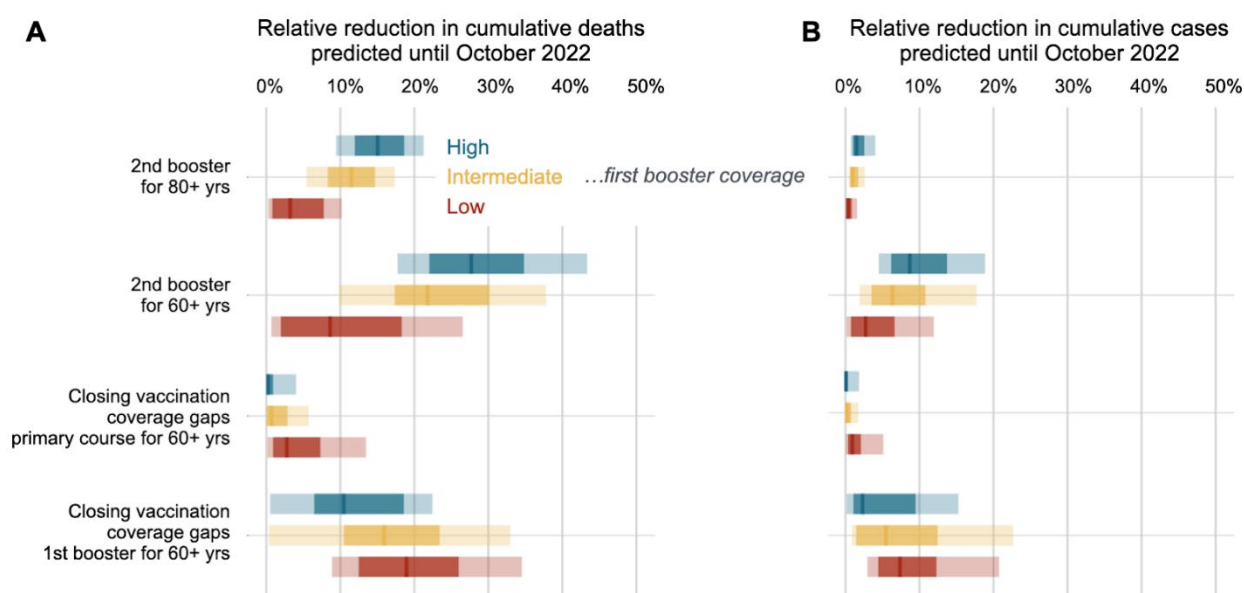 A
Relative reduction in cumulative deaths
predicted until October 2022
0% 10% 20% 30% 40% 50%
B
Relative reduction in cumulative cases
predicted until October 2022
0% 10% 20% 30% 40% 50%
2nd booster
for 80+ yrs
High
Intermediate ...first booster coverage
Low
2nd booster
for 60+ yrs
Closing vaccination
coverage gaps
primary course for 60+ yrs
Closing vaccination
coverage gaps
1st booster for 60+ yrs